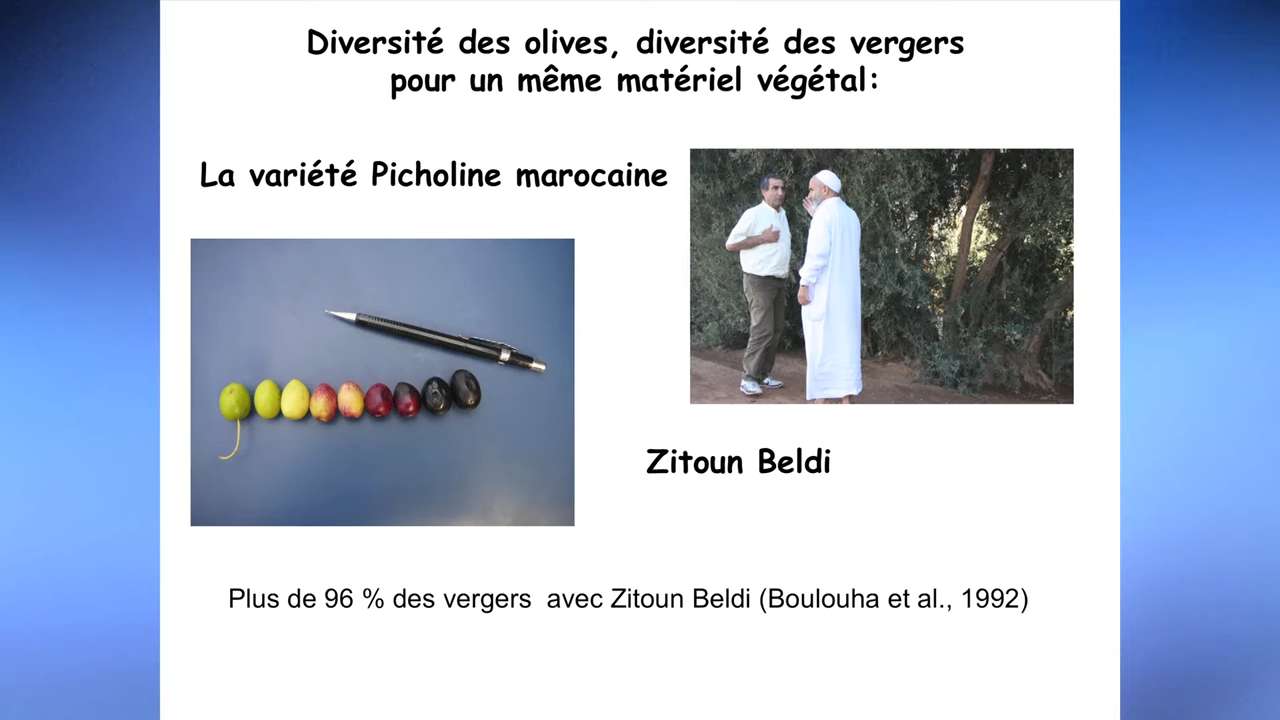 Diversité des olives, diversité des vergers
pour un même matériel végétal:
La variété Picholine marocaine
Zitoun Beldi
Plus de 96 % des vergers avec Zitoun Beldi (Boulouha et al., 1992)